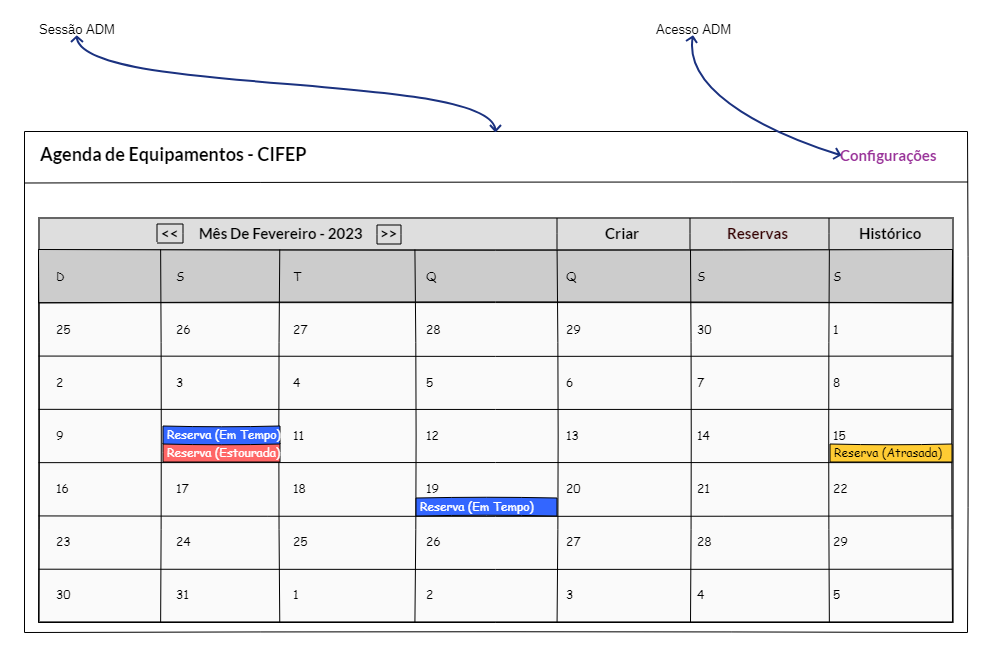 Sessão ADM Acesso ADM
Agenda de Equipamentos - CIFEP Configurações
<< Mês De Fevereiro - 2023 >> Criar Reservas Histórico
D S T Q Q S S
25 26 27 28 29 30 1
2 3 4 5 6 7 8
9 11 12 13 14 15
Reserva (Em Tempo)
Reserva (Estourada) Reserva (Atrasada)
16 17 18 19 20 21 22
Reserva (Em Tempo)
23 24 25 26 27 28 29
30 31 1 2 3 4 5